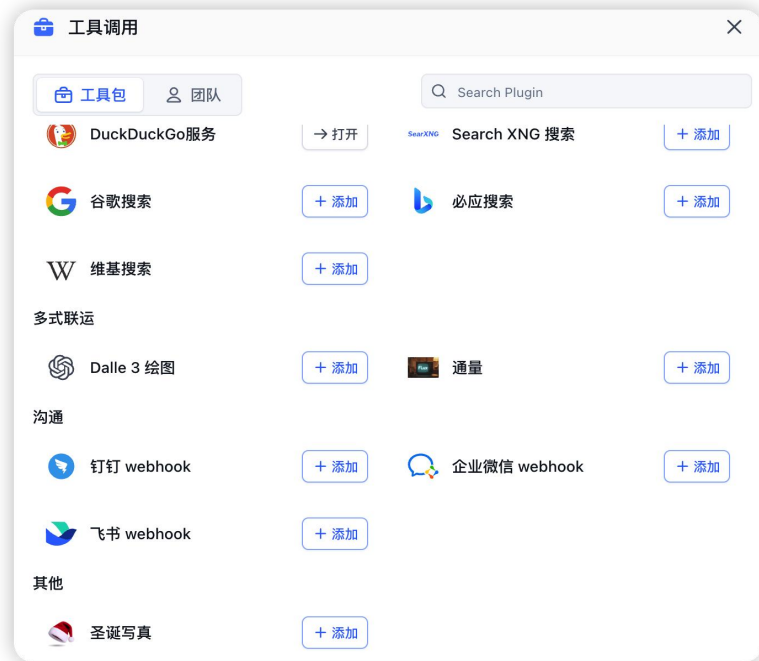 工具调用
工具包 团队 Search Plugin
DuckDuckGo服务 打开 SearXNG Search XNG 搜索 + 添加
谷歌搜索 + 添加 必应搜索 + 添加
维基搜索 + 添加
多式联运
Dalle 3 绘图 + 添加 Flux 通量 + 添加
沟通
钉钉 webhook + 添加 企业微信 webhook + 添加
飞书 webhook + 添加
其他
圣诞写真 + 添加